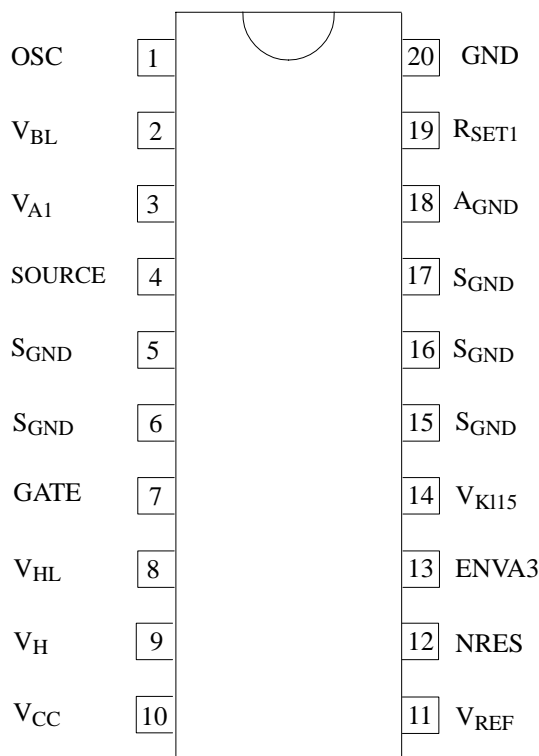 OSC 1 20 GND
VBL 2 19 RSET1
VA1 3 18 AGND
SOURCE 4 17 SGND
SGND 5 16 SGND
SGND 6 15 SGND
GATE 7 14 VKl15
VHL 8 13 ENVA3
VH 9 12 NRES
VCC 10 11 VREF